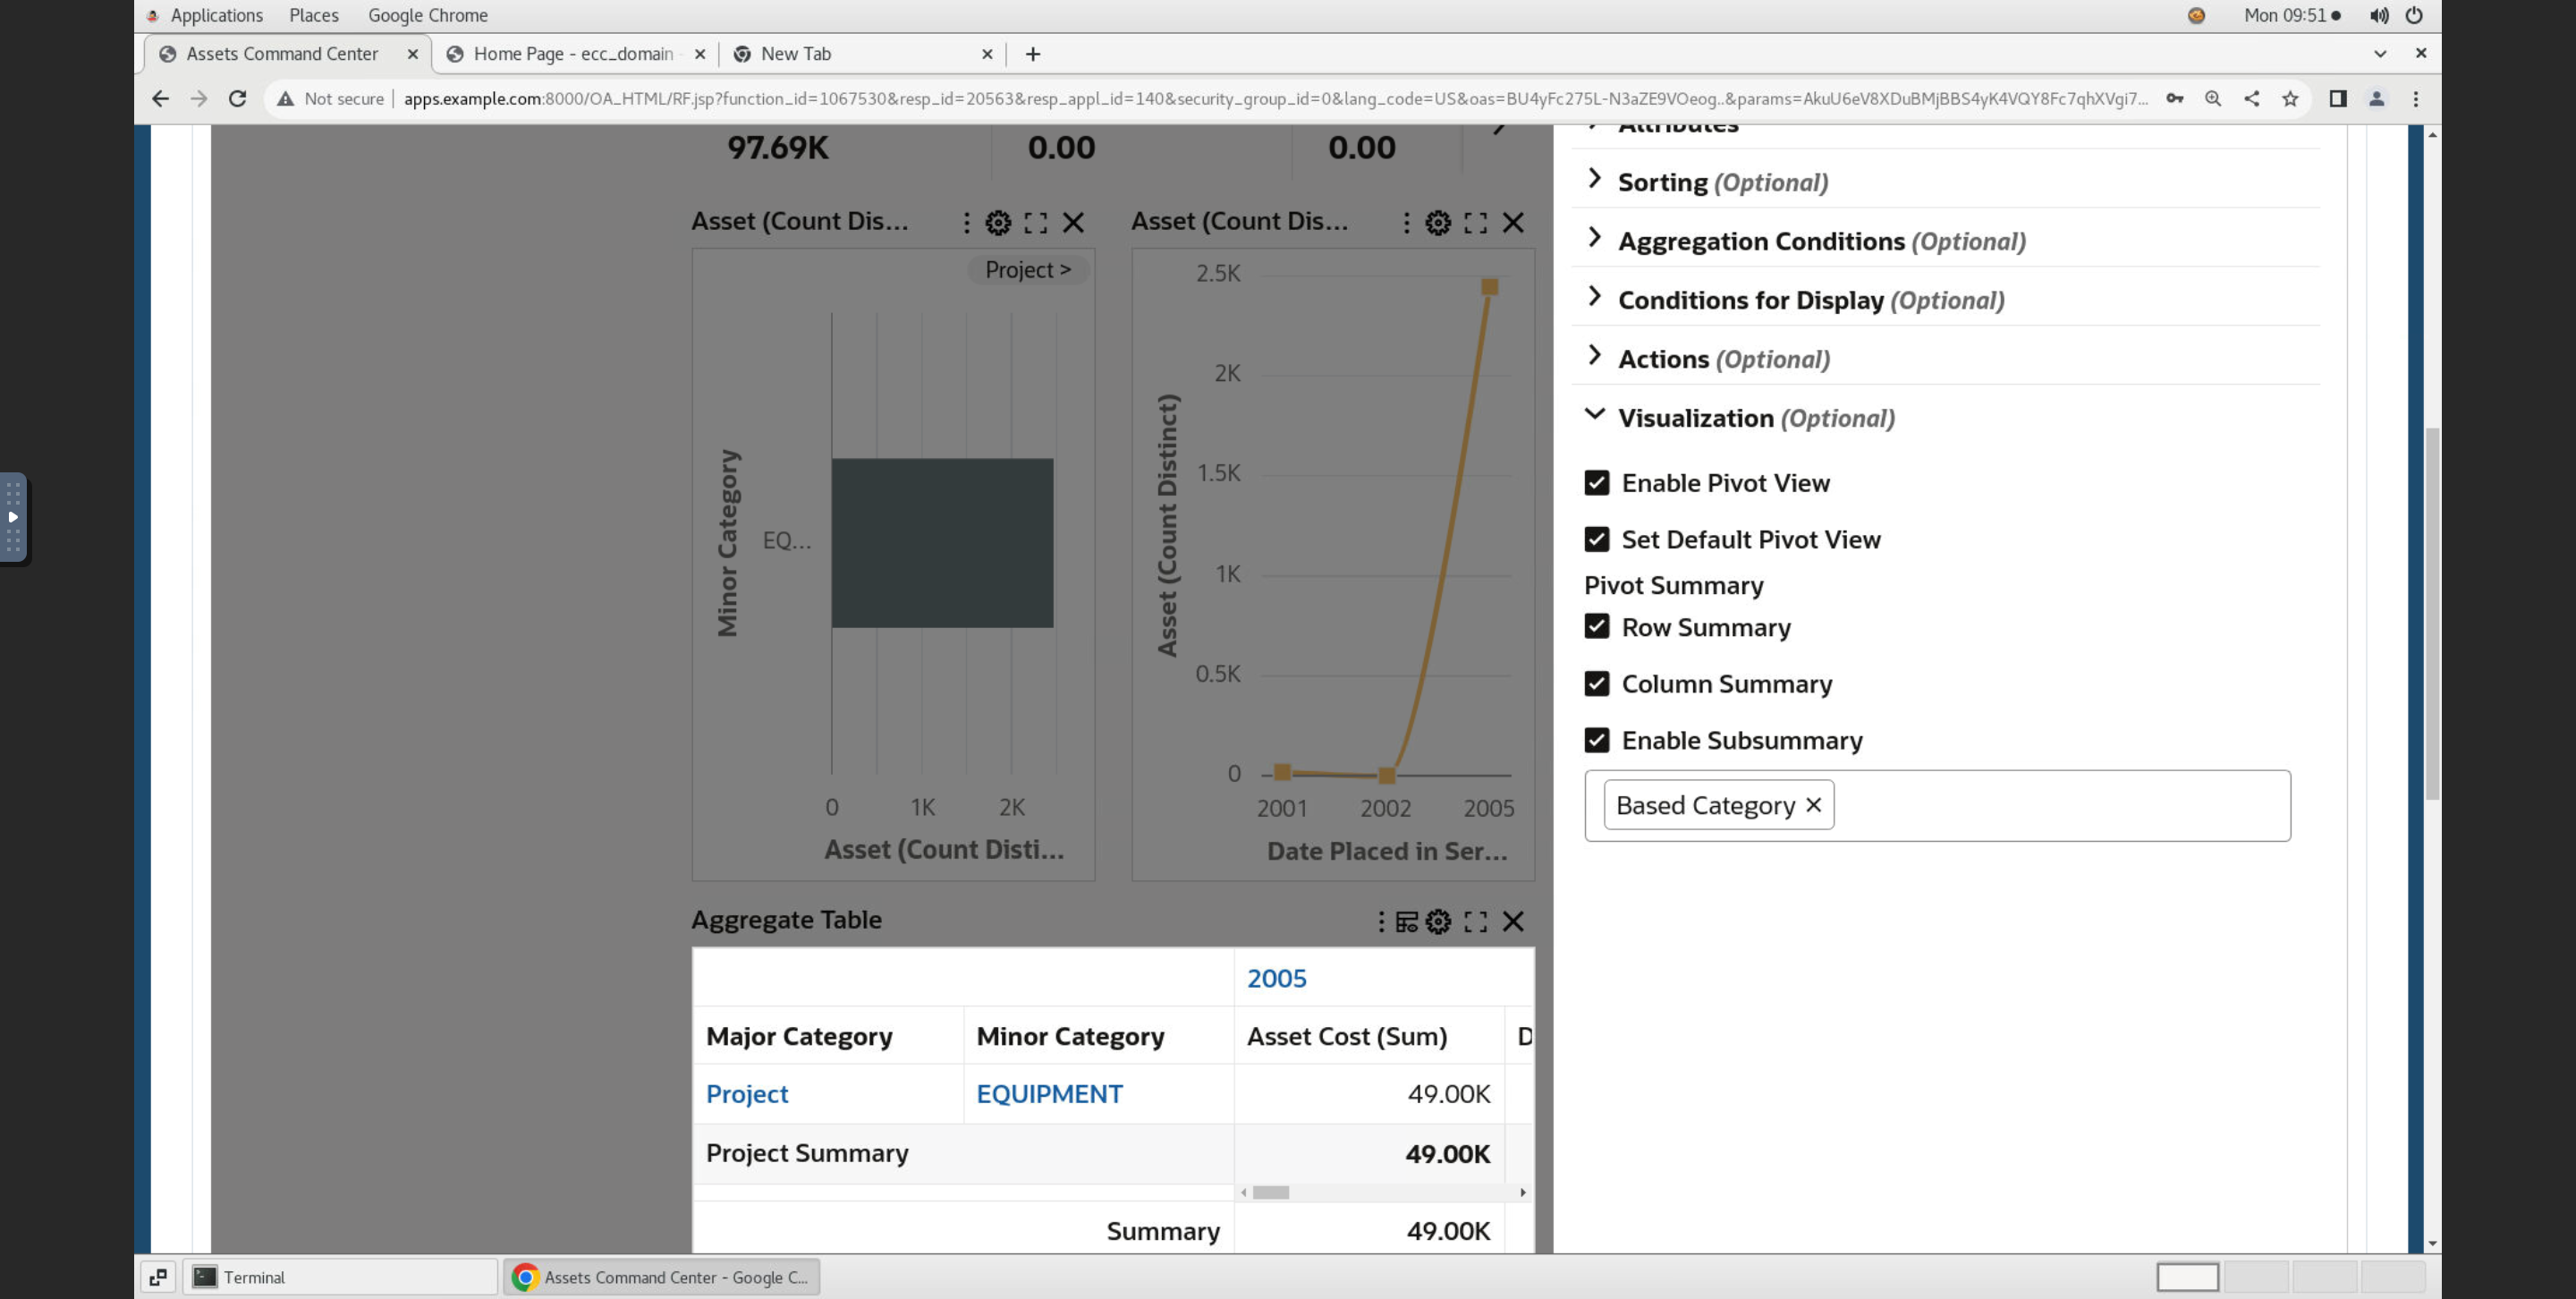 Applications Places Google Chrome Mon 09:51
Assets Command Center Home Page - ecc_domain New Tab
Not secure apps.example.com:8000/OA_HTML/RF.jsp?function_id=1067530&resp_id=20563&resp_appl_id=140&security_group_id=0&lang_code=US&oas=BU4yFc275L-N3aZE9VOeog..&params=AkuU6eV8XDuBMjBBS4yK4VQY8Fc7qhXVgi7...
97.69K 0.00 0.00
Asset (Count Dis...
Project >
Minor Category
EQ...
0 1K 2K
Asset (Count Disti...
Asset (Count Dis...
Asset (Count Distinct)
2.5K
2K
1.5K
1K
0.5K
0
2001 2002 2005
Date Placed in Ser...
Aggregate Table
2005
Major Category Minor Category Asset Cost (Sum) D
Project EQUIPMENT 49.00K
Project Summary 49.00K
Summary 49.00K
Attributes
Sorting (Optional)
Aggregation Conditions (Optional)
Conditions for Display (Optional)
Actions (Optional)
Visualization (Optional)
Enable Pivot View
Set Default Pivot View
Pivot Summary
Row Summary
Column Summary
Enable Subsummary
Based Category
Terminal Assets Command Center - Google C...